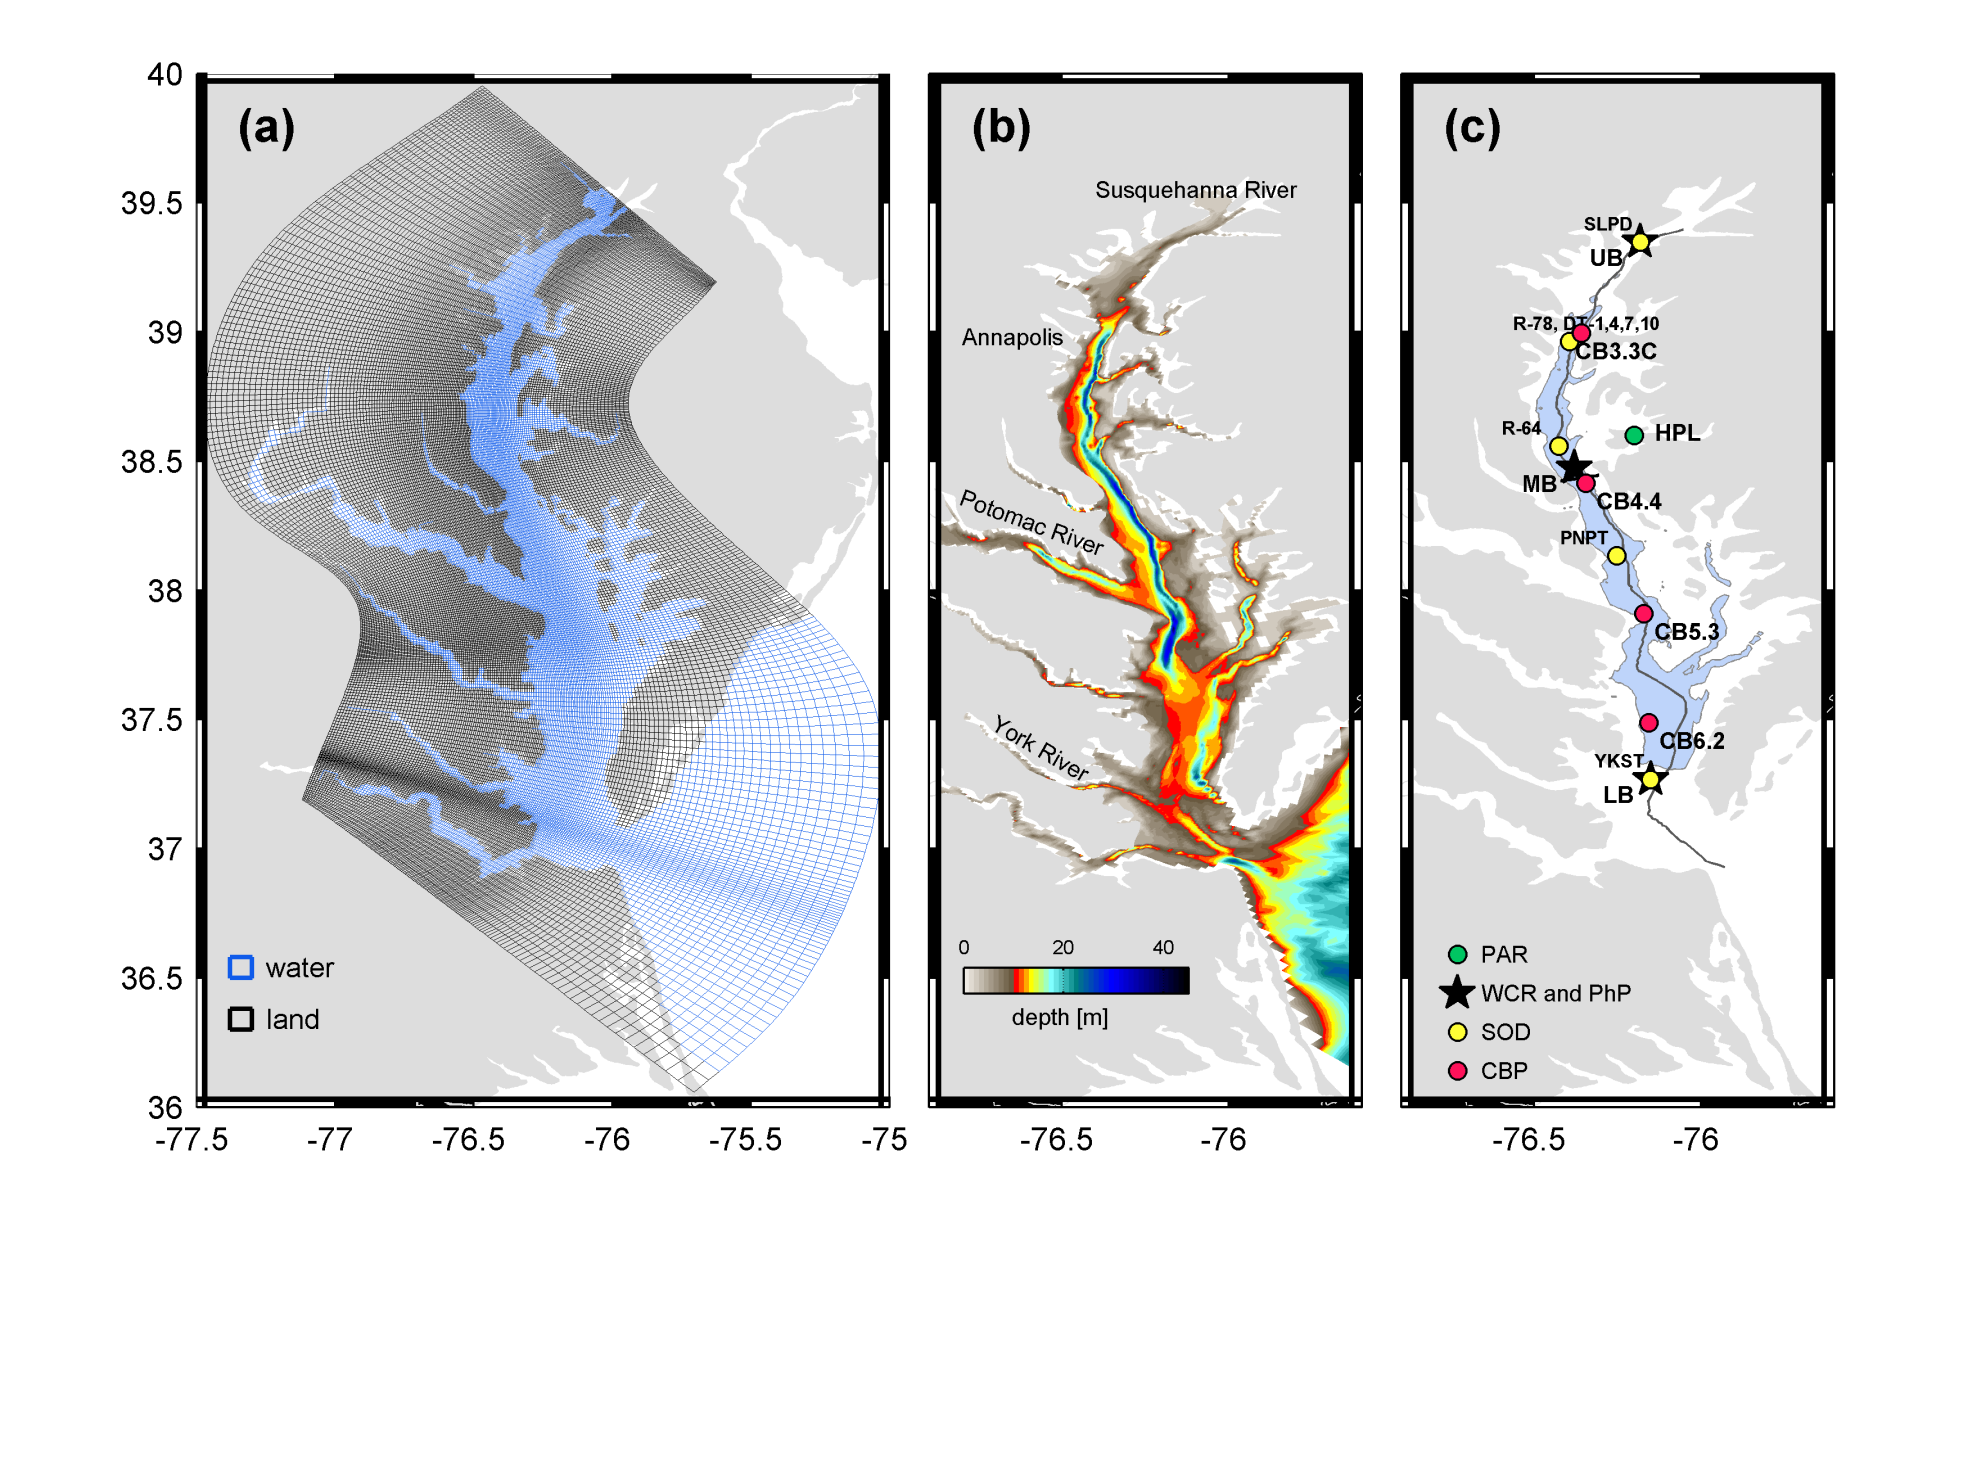 (a)
40
39.5
39
38.5
38
37.5
37
36.5
36
-77.5
-77
-76.5
-76
-75.5
-75
water
land
(b)
Susquehanna River
Annapolis
Potomac River
York River
0 20 40
depth [m]
-76.5
-76
(c)
SLPD
UB
R-78, DT-1,4,7,10
CB3.3C
R-64
HPL
MB
CB4.4
PNPT
CB5.3
CB6.2
YKST
LB
PAR
WCR and PhP
SOD
CBP
-76.5
-76